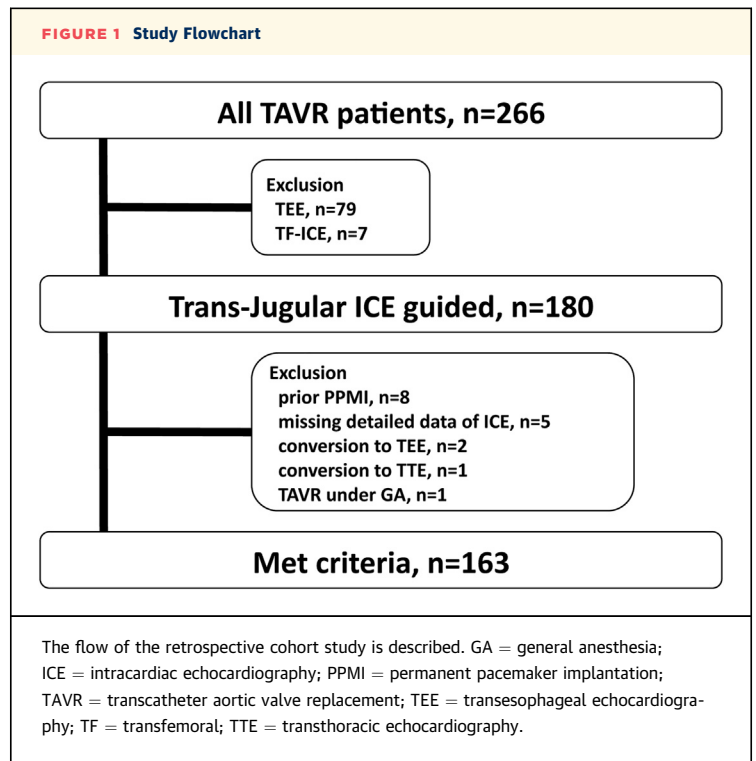 FIGURE 1 Study Flowchart
All TAVR patients, n=266
Exclusion
TEE, n=79
TF-ICE, n=7
Trans-Jugular ICE guided, n=180
Exclusion
prior PPMI, n=8
missing detailed data of ICE, n=5
conversion to TEE, n=2
conversion to TTE, n=1
TAVR under GA, n=1
Met criteria, n=163
The flow of the retrospective cohort study is described. GA = general anesthesia;
ICE = intracardiac echocardiography; PPMI = permanent pacemaker implantation;
TAVR = transcatheter aortic valve replacement; TEE = transesophageal echocardiogra-
phy; TF = transfemoral; TTE = transthoracic echocardiography.